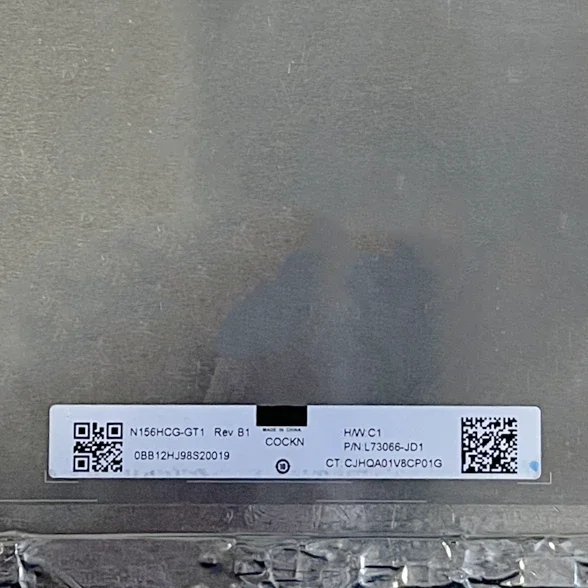 N156HCG-GT1 Rev B1
0BB12HJ98S20019
MADE IN CHINA
COCKN
H/W:C1
P/N:L73066-JD1
CT:CJHQA01V8CP01G